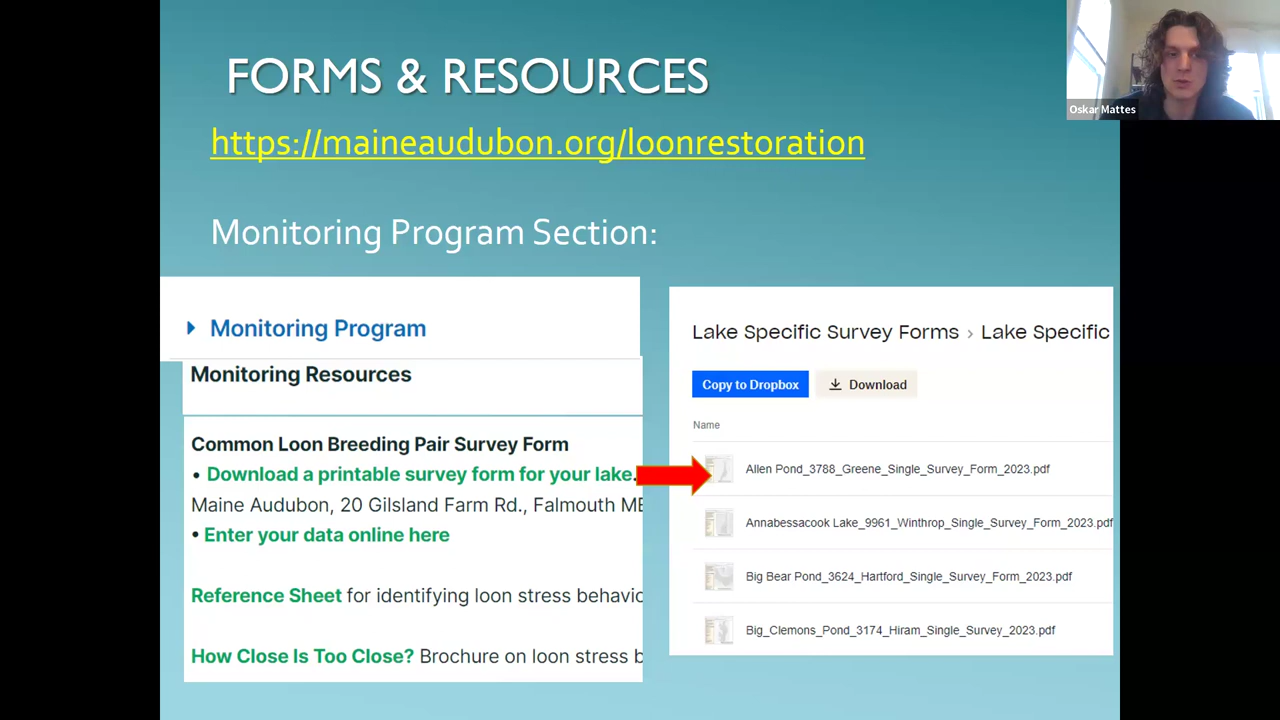 FORMS & RESOURCES
https://maineaudubon.org/loonrestoration
Monitoring Program Section:
Monitoring Program
Monitoring Resources
Common Loon Breeding Pair Survey Form
• Download a printable survey form for your lake.
Maine Audubon, 20 Gilsland Farm Rd., Falmouth ME
• Enter your data online here
Reference Sheet for identifying loon stress behavio
How Close Is Too Close? Brochure on loon stress b
Lake Specific Survey Forms › Lake Specific
Copy to Dropbox
Download
Name
Allen Pond_3788_Greene_Single_Survey_Form_2023.pdf
Annabessacook Lake_9961_Winthrop_Single_Survey_Form_2023.pdf
Big Bear Pond_3624_Hartford_Single_Survey_Form_2023.pdf
Big_Clemons_Pond_3174_Hiram_Single_Survey_2023.pdf
Oskar Mattes